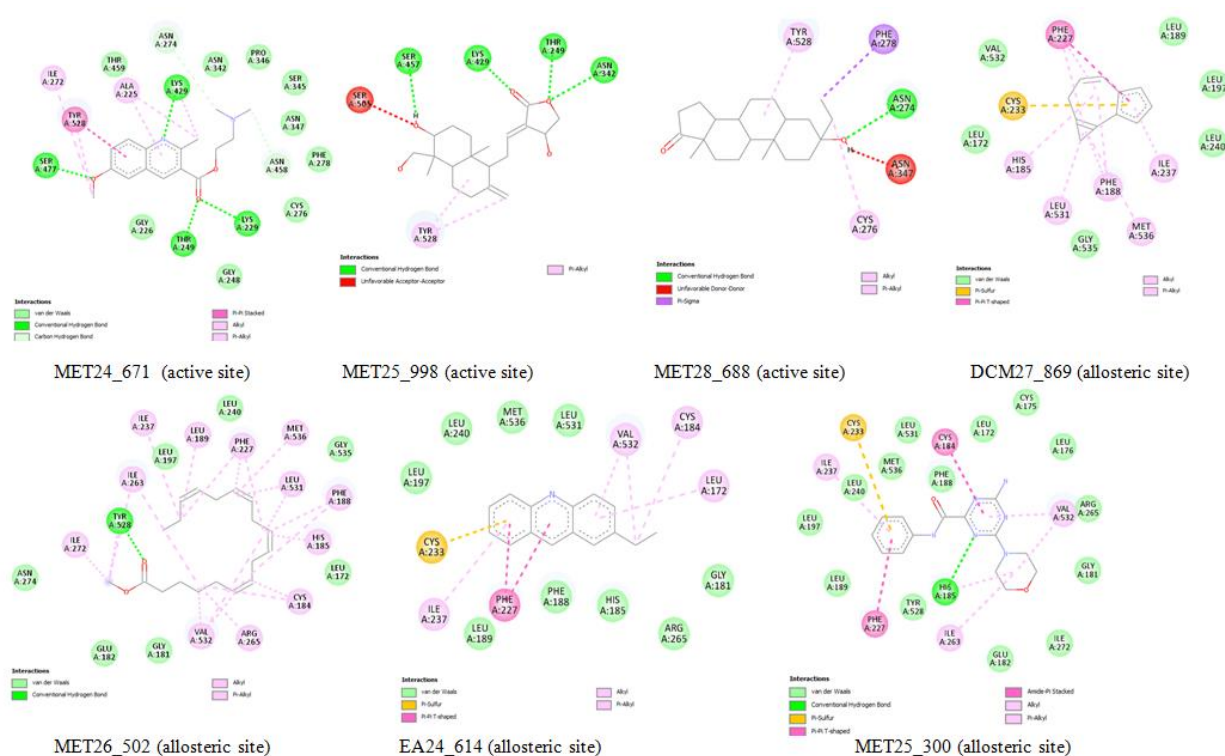 ASN
A:274
THR
A:459
ASN
A:342
PRO
A:346
ILE
A:272
ALA
A:225
LYS
A:429
SER
A:345
TYR
A:528
ASN
A:347
PHE
A:278
SER
A:477
ASN
A:458
GLY
A:226
THR
A:249
LYS
A:229
CYS
A:276
GLY
A:248
Interactions
van der Waals
Conventional Hydrogen Bond
Carbon Hydrogen Bond
Pi-Pi Stacked
Alkyl
Pi-Alkyl
MET24_671 (active site)
SER
A:457
LYS
A:429
THR
A:249
ASN
A:342
SER
H
TYR
A:528
Interactions
Conventional Hydrogen Bond
Unfavorable Acceptor-Acceptor
Pi-Alkyl
MET25_998 (active site)
TYR
A:528
PHE
A:278
ASN
A:274
H
ASN
A:347
CYS
A:276
Interactions
Conventional Hydrogen Bond
Unfavorable Donor-Donor
Pi-Sigma
Alkyl
Pi-Alkyl
MET28_688 (active site)
PHE
A:227
LEU
A:189
VAL
A:532
LEU
A:197
CYS
A:233
LEU
A:172
LEU
A:240
HIS
A:185
ILE
A:237
PHE
A:188
LEU
A:531
MET
A:536
GLY
A:535
Interactions
van der Waals
Pi-Sulfur
Pi-Pi T-shaped
Alkyl
Pi-Alkyl
DCM27_869 (allosteric site)
LEU
A:240
ILE
A:237
LEU
A:189
PHE
A:227
MET
A:536
LEU
A:197
GLY
A:535
ILE
A:263
LEU
A:531
PHE
A:188
TYR
A:528
ILE
A:272
HIS
A:185
LEU
A:172
ASN
A:274
CYS
A:184
VAL
A:532
ARG
A:265
GLU
A:182
GLY
A:181
Interactions
van der Waals
Conventional Hydrogen Bond
Alkyl
Pi-Alkyl
MET26_502 (allosteric site)
LEU
A:240
MET
A:536
LEU
A:531
VAL
A:532
CYS
A:184
LEU
A:197
LEU
A:172
N
CYS
A:233
ILE
A:237
PHE
A:227
PHE
A:188
HIS
A:185
GLY
A:181
LEU
A:189
ARG
A:265
Interactions
van der Waals
Pi-Sulfur
Pi-Pi T-shaped
Alkyl
Pi-Alkyl
EA24_614 (allosteric site)
CYS
A:175
CYS
A:233
LEU
A:531
CYS
A:184
LEU
A:172
LEU
A:176
ILE
A:237
MET
A:536
LEU
A:240
PHE
A:188
VAL
A:532
ARG
A:265
LEU
A:197
LEU
A:189
TYR
A:528
HIS
A:185
GLY
A:181
PHE
A:227
ILE
A:263
GLU
A:182
ILE
A:272
Interactions
van der Waals
Conventional Hydrogen Bond
Pi-Sulfur
Pi-Pi T-shaped
Amide-Pi Stacked
Alkyl
Pi-Alkyl
MET25_300 (allosteric site)